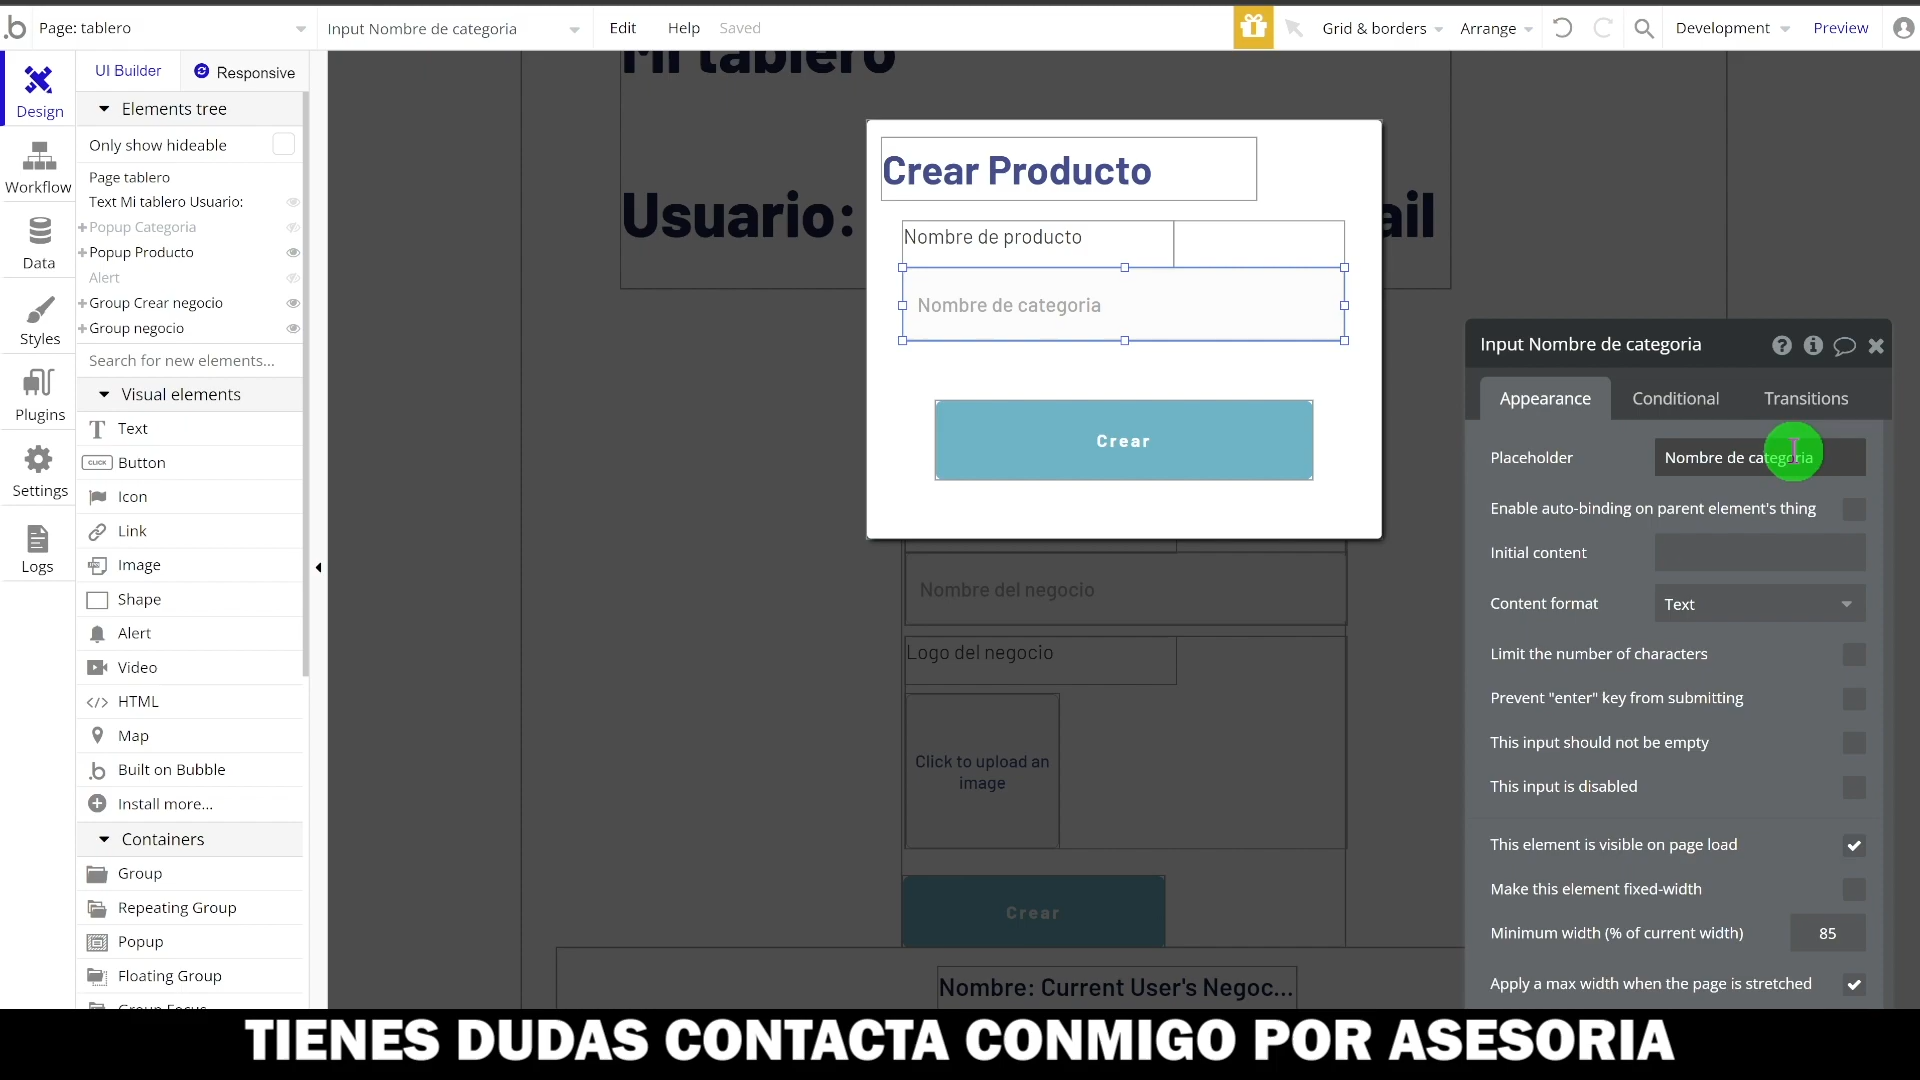 Page: tablero
Input Nombre de categoria
Edit
Help
Saved
Grid & borders
Arrange
Development
Preview
Design
Workflow
Data
Styles
Plugins
Settings
Logs
UI Builder
Responsive
Elements tree
Only show hideable
Page tablero
Text Mi tablero Usuario:
Popup Categoria
Popup Producto
Alert
Group Crear negocio
Group negocio
Search for new elements...
Visual elements
Text
CLICK Button
Icon
Link
Image
Shape
Alert
Video
HTML
Map
Built on Bubble
Install more...
Containers
Group
Repeating Group
Popup
Floating Group
Group Focus
Mi tablero
Usuario:
ail
Crear Producto
Nombre de producto
Nombre de categoria
Crear
Nombre del negocio
Logo del negocio
Click to upload an
image
Crear
Nombre: Current User's Negoc...
Input Nombre de categoria
Appearance
Conditional
Transitions
Placeholder
Nombre de categoria
Enable auto-binding on parent element's thing
Initial content
Content format
Text
Limit the number of characters
Prevent "enter" key from submitting
This input should not be empty
This input is disabled
This element is visible on page load
Make this element fixed-width
Minimum width (% of current width)
85
Apply a max width when the page is stretched
TIENES DUDAS CONTACTA CONMIGO POR ASESORIA